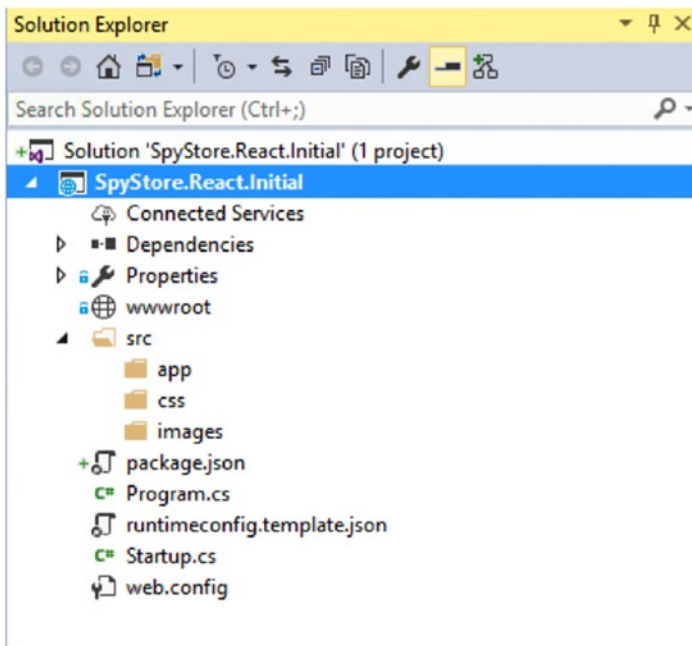 Solution Explorer
Search Solution Explorer (Ctrl+;)
Solution 'SpyStore.React.Initial' (1 project)
SpyStore.React.Initial
Connected Services
Dependencies
Properties
wwwroot
src
app
css
images
package.json
C# Program.cs
runtimeconfig.template.json
C# Startup.cs
web.config